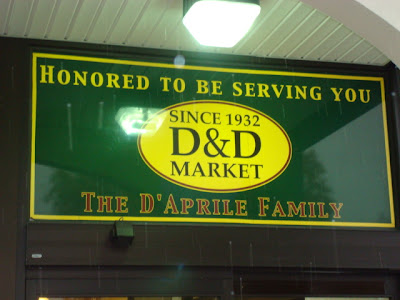 HONORED TO BE SERVING YOU
SINCE 1932
D&D
MARKET
THE D'APRILE FAMILY